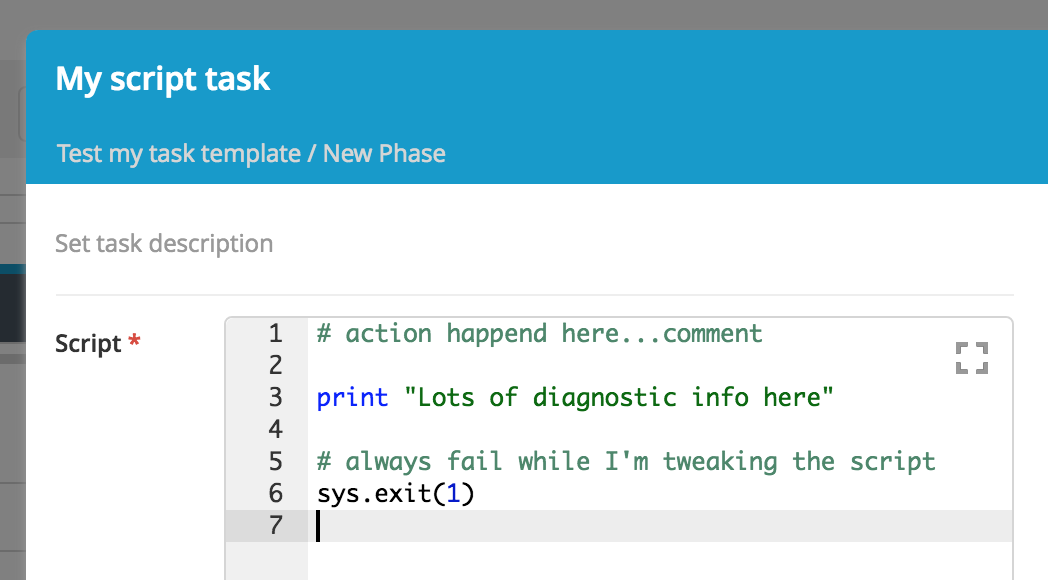 My script task
Test my task template / New Phase
Set task description
Script *
1 # action happend here...comment
2
3 print "Lots of diagnostic info here"
4
5 # always fail while I'm tweaking the script
6 sys.exit(1)
7